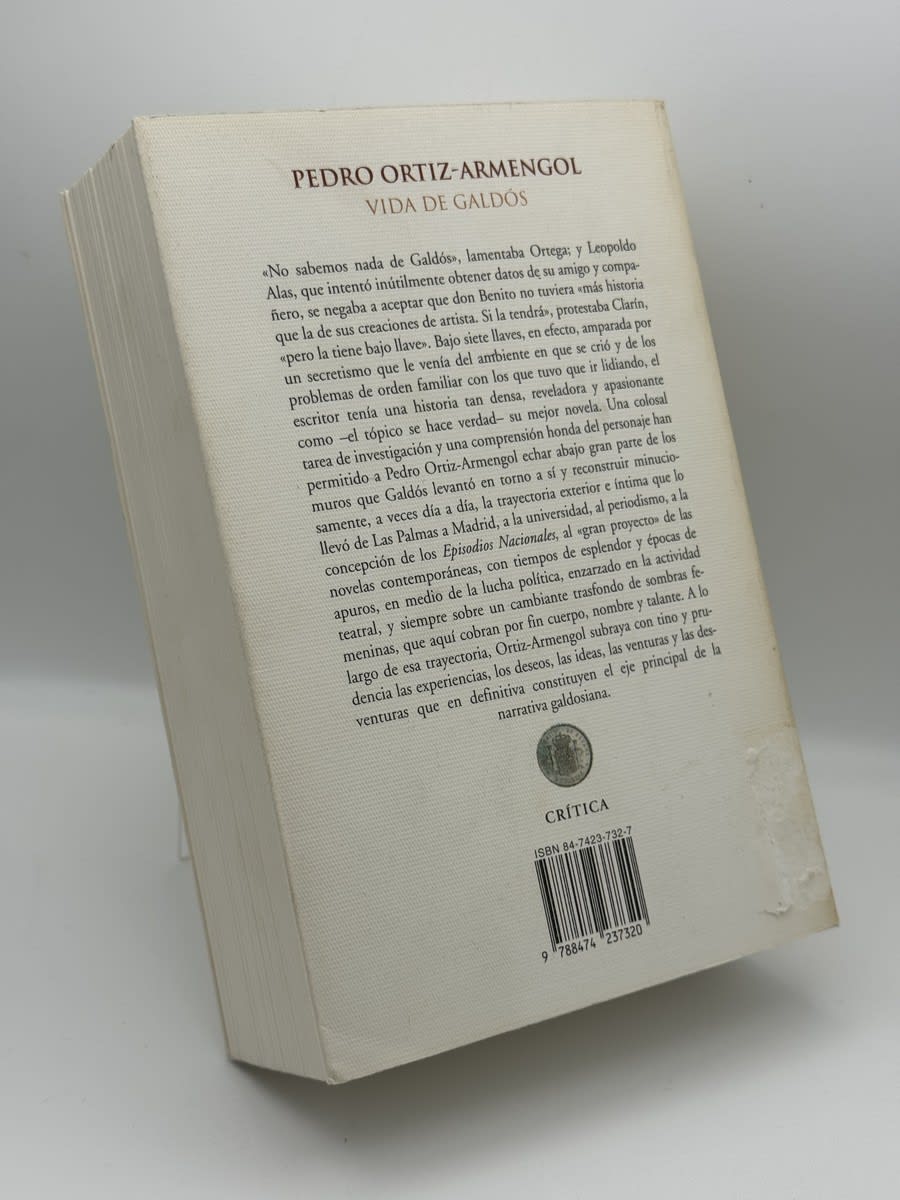 PEDRO ORTIZ-ARMENGOL
VIDA DE GALDÓS
«No sabemos nada de Galdós», lamentaba Ortega; y Leopoldo
Alas, que intentó inútilmente obtener datos de su amigo y compa-
ñero, se negaba a aceptar que don Benito no tuviera «más historia
que la de sus creaciones de artista. Si la tendrá», protestaba Clarín,
«pero la tiene bajo llave». Bajo siete llaves, en efecto, amparada por
un secretismo que le venía del ambiente en que se crió y de los
problemas de orden familiar con los que tuvo que ir lidiando, el
escritor tenía una historia tan densa, reveladora y apasionante
como –el tópico se hace verdad– su mejor novela. Una colosal
tarea de investigación y una comprensión honda del personaje han
permitido a Pedro Ortiz-Armengol echar abajo gran parte de los
muros que Galdós levantó en torno a sí y reconstruir minucio-
samente, a veces día a día, la trayectoria exterior e íntima que lo
llevó de Las Palmas a Madrid, a la universidad, al periodismo, a la
concepción de los Episodios Nacionales, al «gran proyecto» de las
novelas contemporáneas, con tiempos de esplendor y épocas de
apuros, en medio de la lucha política, enzarzado en la actividad
teatral, y siempre sobre un cambiante trasfondo de sombras fe-
meninas, que aquí cobran por fin cuerpo, nombre y talante. A lo
largo de esa trayectoria, Ortiz-Armengol subraya con tino y pru-
dencia las experiencias, los deseos, las ideas, las venturas y las des-
venturas que en definitiva constituyen el eje principal de la
narrativa galdosiana.
CRÍTICA
ISBN 84-7423-732-7
9 788474 237320